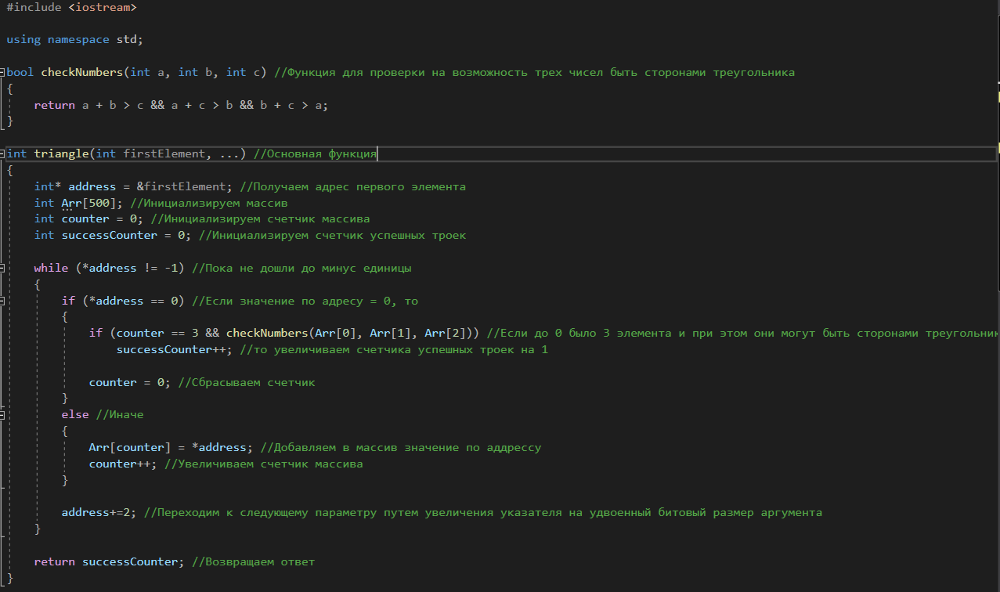 #include <iostream>
using namespace std;
bool checkNumbers(int a, int b, int c) //Функция для проверки на возможность трех чисел быть сторонами треугольника
{
return a + b > c && a + c > b && b + c > a;
}
int triangle(int firstElement, ...) //Основная функция
{
int* address = &firstElement; //Получаем адрес первого элемента
int Arr[500]; //Инициализируем массив
int counter = 0; //Инициализируем счетчик массива
int successCounter = 0; //Инициализируем счетчик успешных троек
while (*address != -1) //Пока не дошли до минус единицы
{
if (*address == 0) //Если значение по адресу = 0, то
{
if (counter == 3 && checkNumbers(Arr[0], Arr[1], Arr[2])) //Если до 0 было 3 элемента и при этом они могут быть сторонами треугольник
successCounter++; //то увеличиваем счетчика успешных троек на 1
counter = 0; //Сбрасываем счетчик
}
else //Иначе
{
Arr[counter] = *address; //Добавляем в массив значение по аддрессу
counter++; //Увеличиваем счетчик массива
}
address+=2; //Переходим к следующему параметру путем увеличения указателя на удвоенный битовый размер аргумента
}
return successCounter; //Возвращаем ответ
}